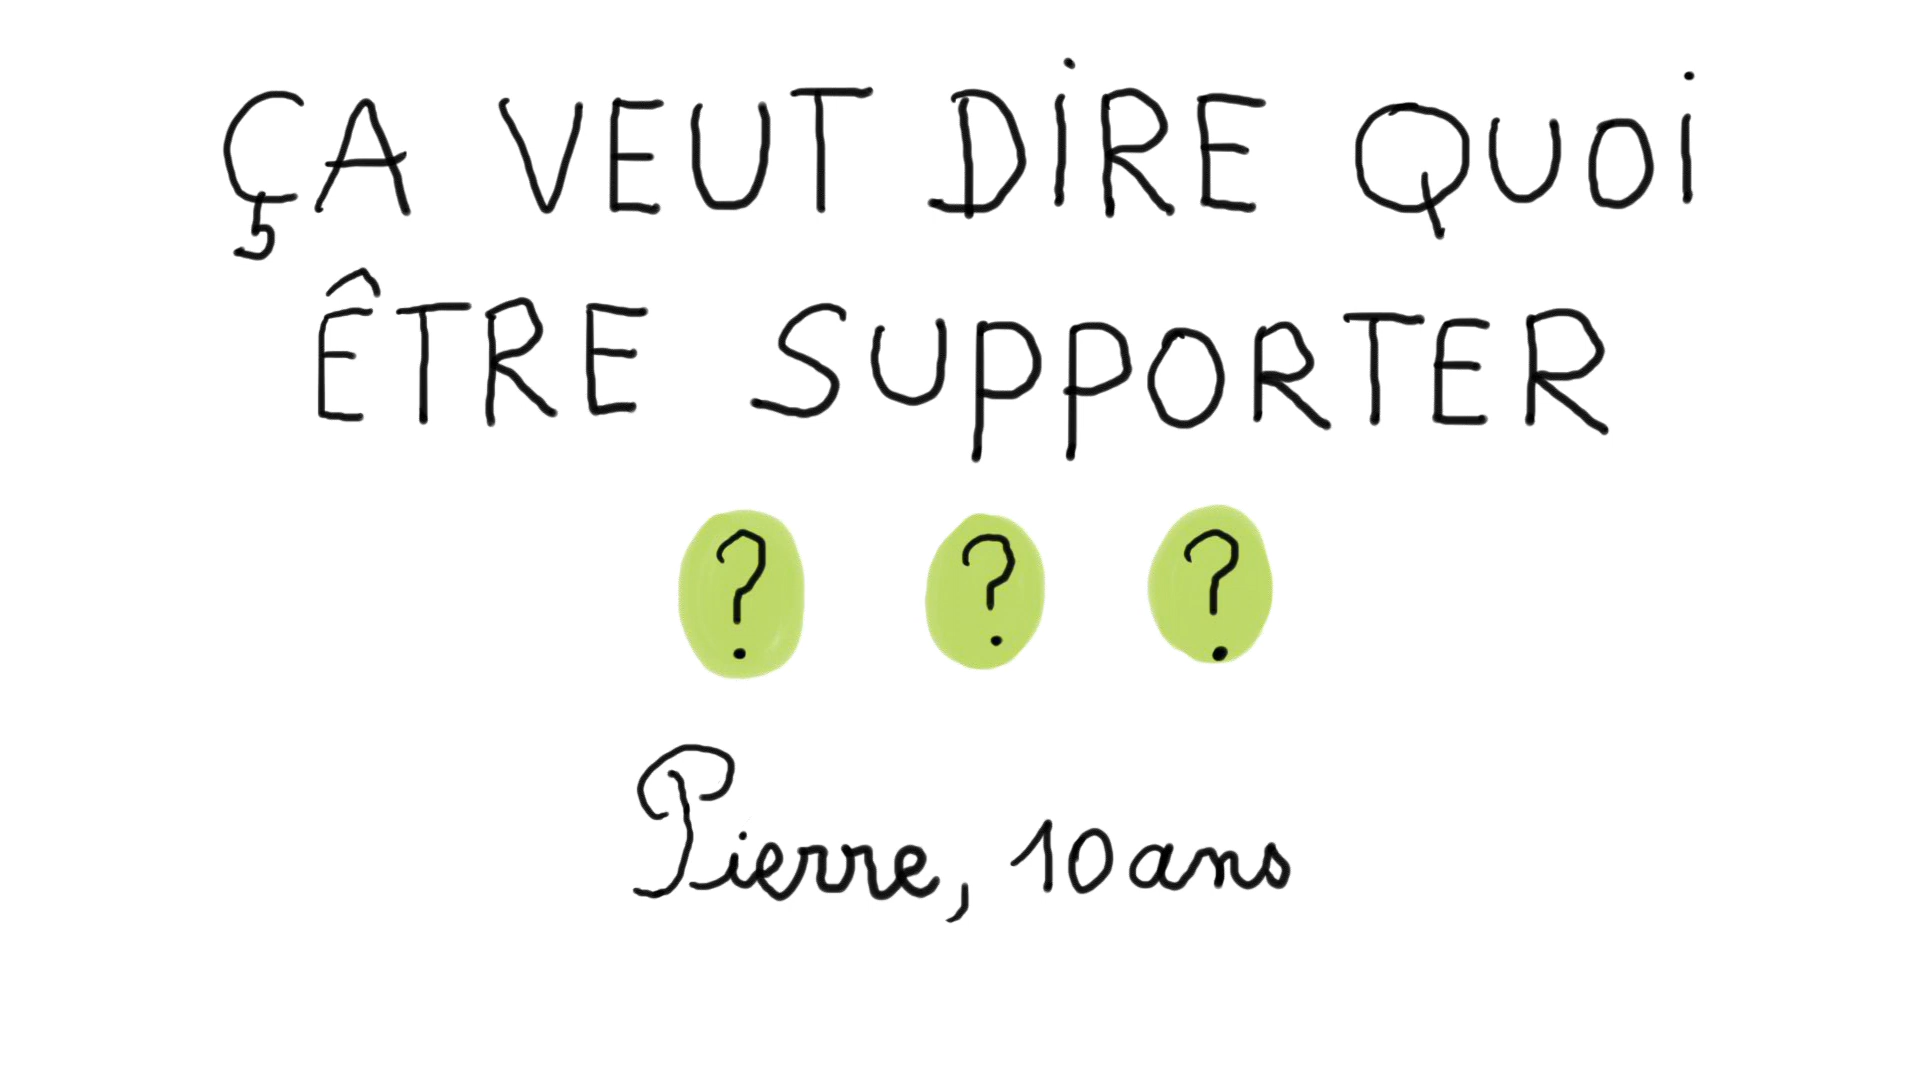 ÇA VEUT DIRE QUOI
ÊTRE SUPPORTER
? ? ?
Pierre, 10 ans